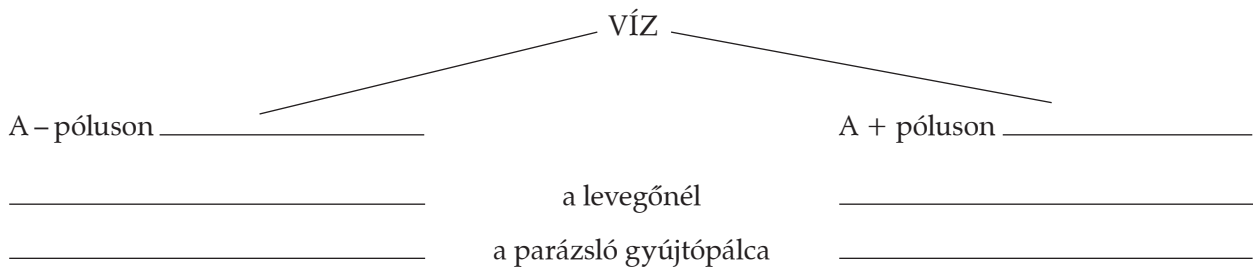 VÍZ
A – póluson A + póluson
a levegőnél
a parázsló gyújtópálca